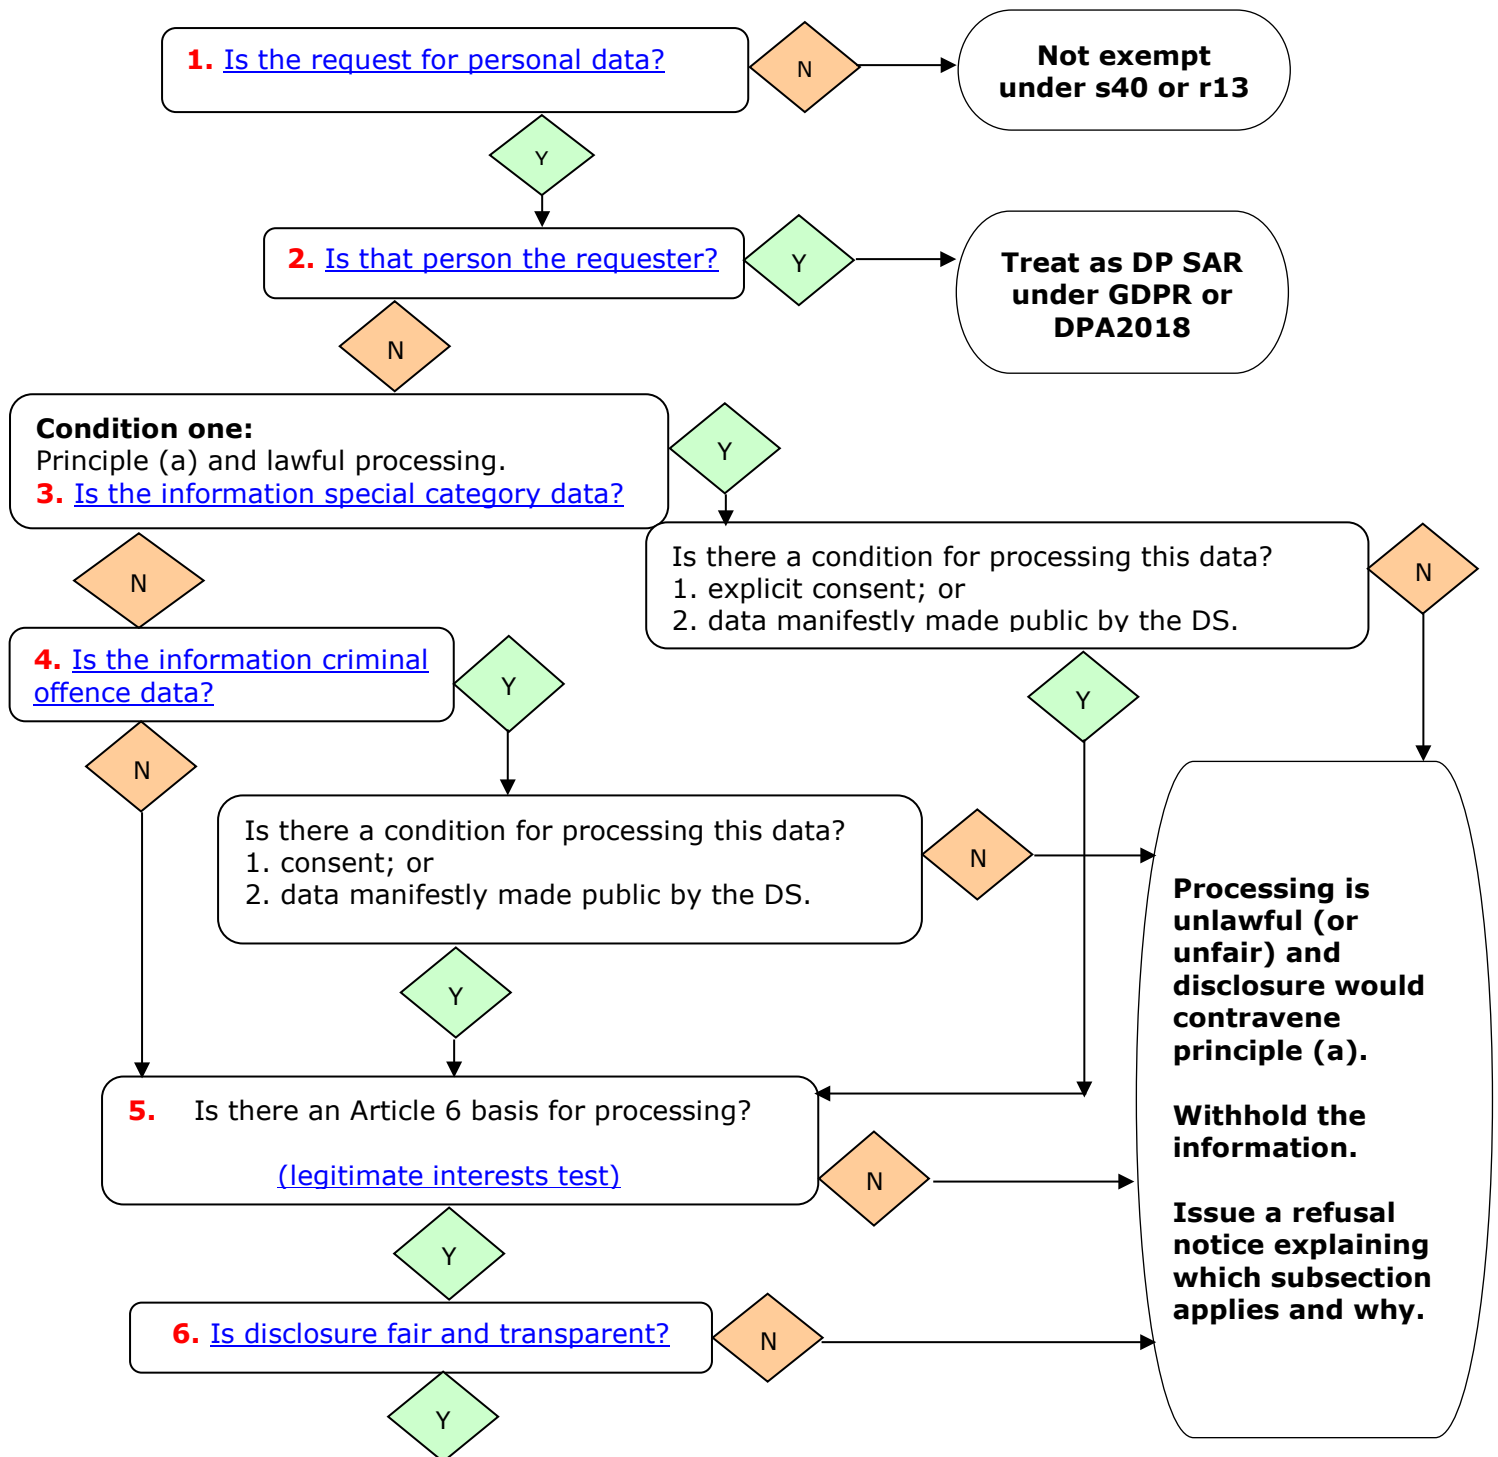 1. Is the request for personal data?
N
Not exempt
under s40 or r13
Y
2. Is that person the requester?
Y
Treat as DP SAR
under GDPR or
DPA2018
N
Condition one:
Principle (a) and lawful processing.
3. Is the information special category data?
Y
N
Is there a condition for processing this data?
1. explicit consent; or
2. data manifestly made public by the DS.
N
4. Is the information criminal
offence data?
Y
Y
N
Is there a condition for processing this data?
1. consent; or
2. data manifestly made public by the DS.
N
Y
Processing is
unlawful (or
unfair) and
disclosure would
contravene
principle (a).
Withhold the
information.
Issue a refusal
notice explaining
which subsection
applies and why.
5. Is there an Article 6 basis for processing?
(legitimate interests test)
N
Y
6. Is disclosure fair and transparent?
N
Y